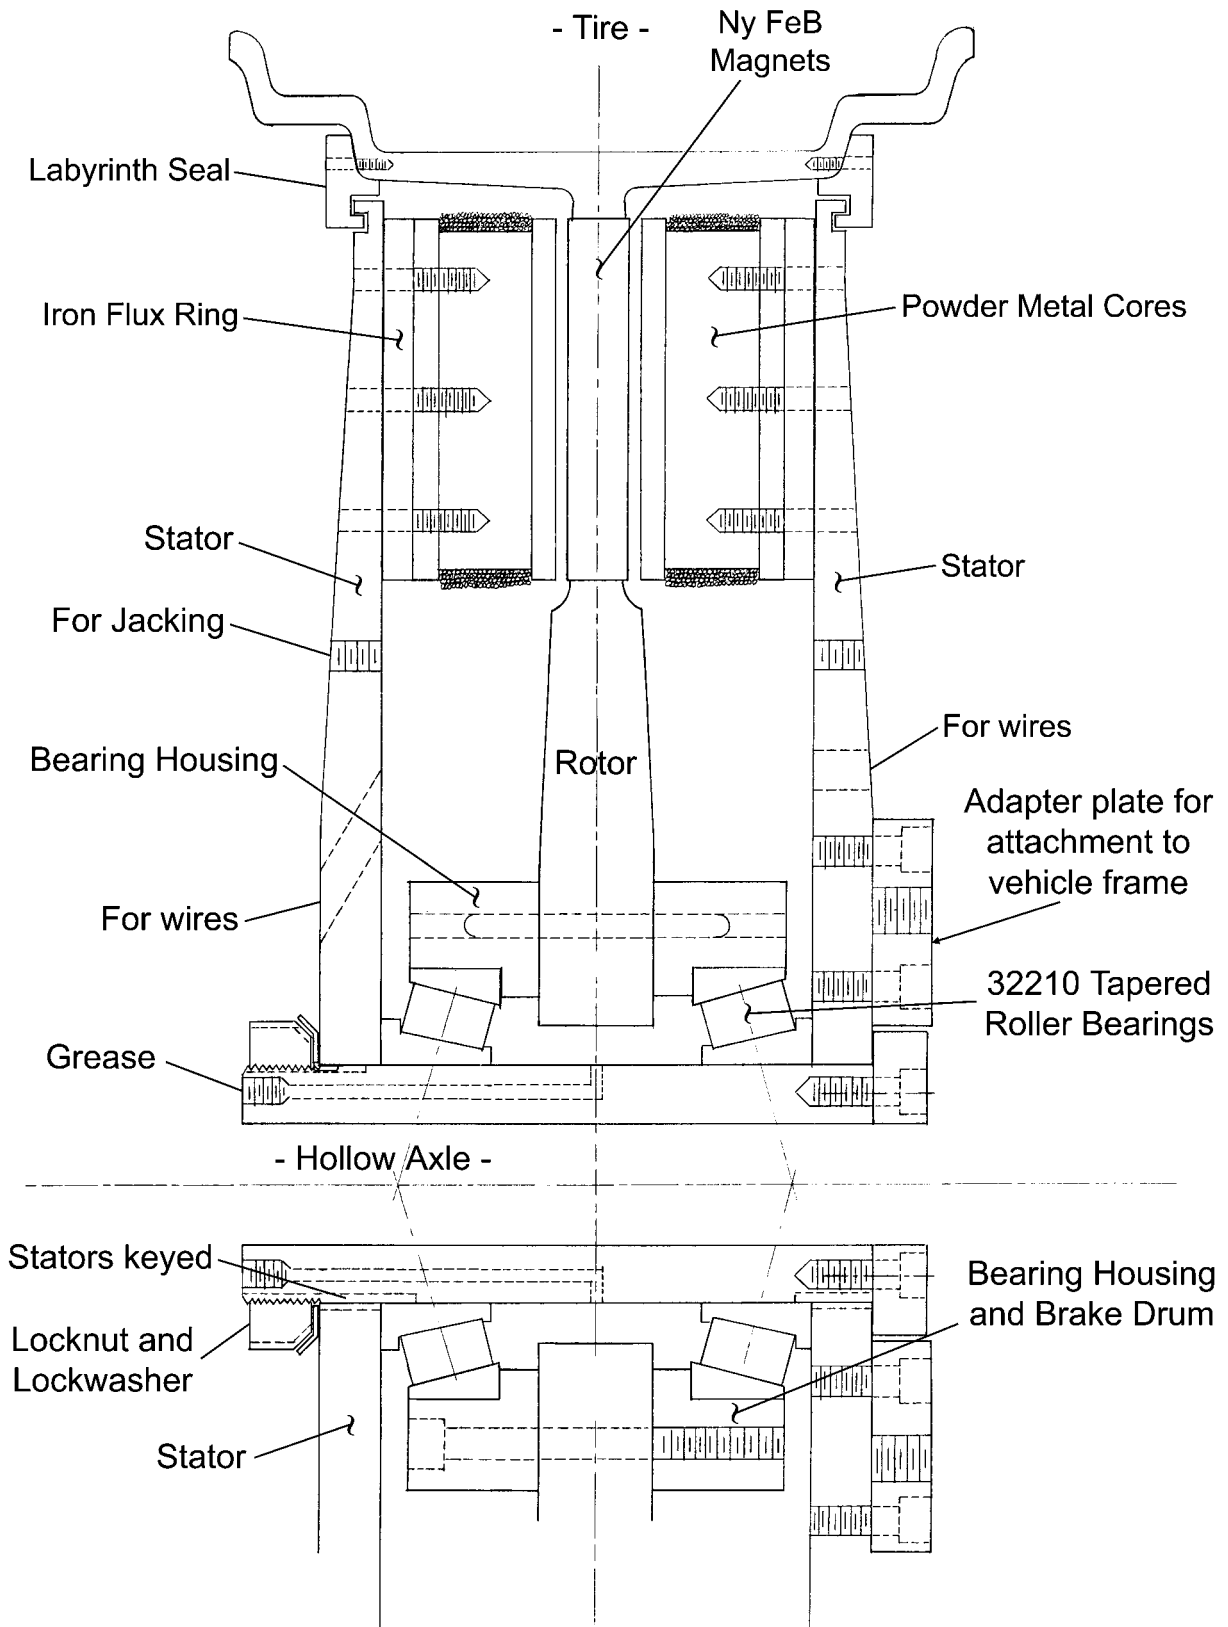 - Tire -
Ny FeB
Magnets
Labyrinth Seal
Iron Flux Ring
Powder Metal Cores
Stator
Stator
For Jacking
For wires
Bearing Housing
Rotor
Adapter plate for
attachment to
vehicle frame
For wires
32210 Tapered
Roller Bearings
Grease
- Hollow Axle -
Stators keyed
Bearing Housing
and Brake Drum
Locknut and
Lockwasher
Stator